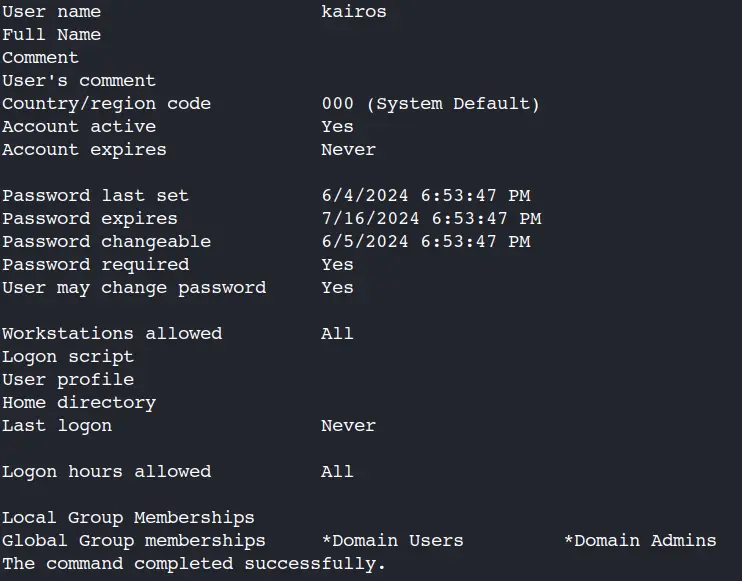 User name                    kairos
Full Name
Comment
User's comment
Country/region code          000 (System Default)
Account active               Yes
Account expires              Never

Password last set            6/4/2024 6:53:47 PM
Password expires             7/16/2024 6:53:47 PM
Password changeable          6/5/2024 6:53:47 PM
Password required            Yes
User may change password     Yes

Workstations allowed         All
Logon script
User profile
Home directory
Last logon                   Never

Logon hours allowed          All

Local Group Memberships
Global Group memberships     *Domain Users         *Domain Admins
The command completed successfully.